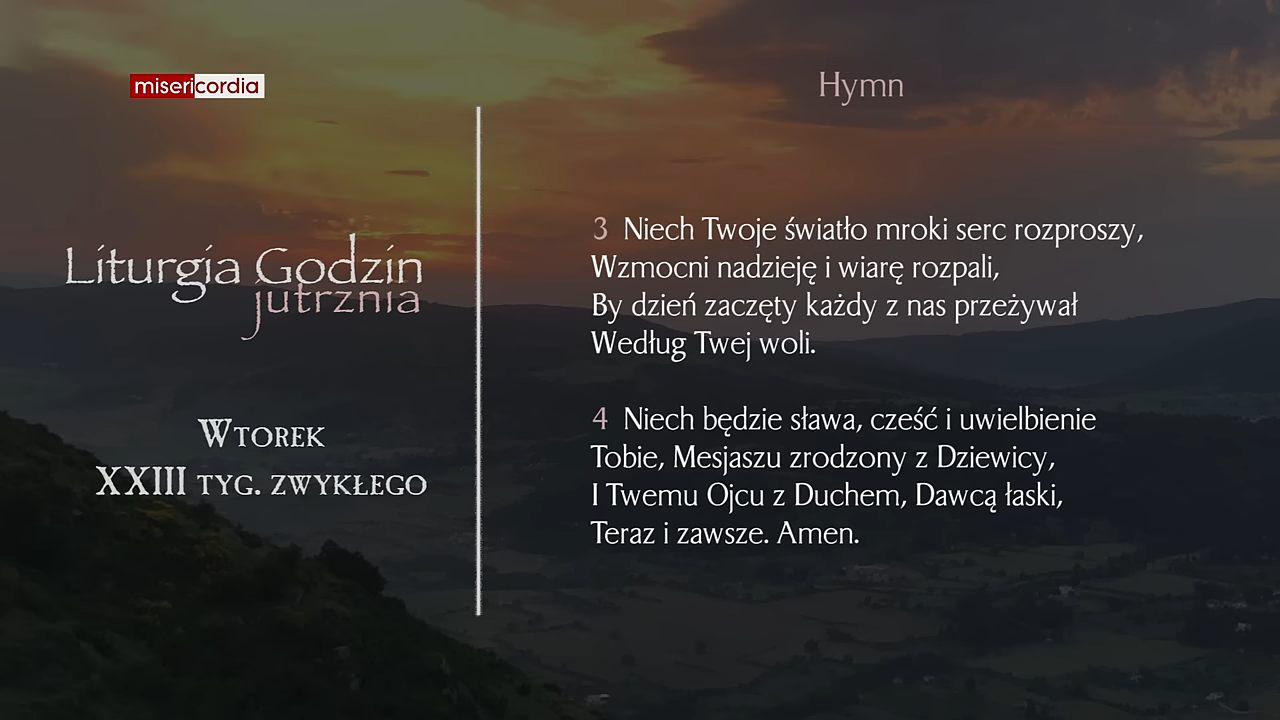 misericordia
Liturgia Godzin
jutrznia
Wtorek
XXIII tyg. zwykłego
Hymn
3 Niech Twoje światło mroki serc rozproszy,
Wzmocni nadzieję i wiarę rozpali,
By dzień zaczęty każdy z nas przeżywał
Według Twej woli.
4 Niech będzie sława, cześć i uwielbienie
Tobie, Mesjaszu zrodzony z Dziewicy,
I Twemu Ojcu z Duchem, Dawcą łaski,
Teraz i zawsze. Amen.